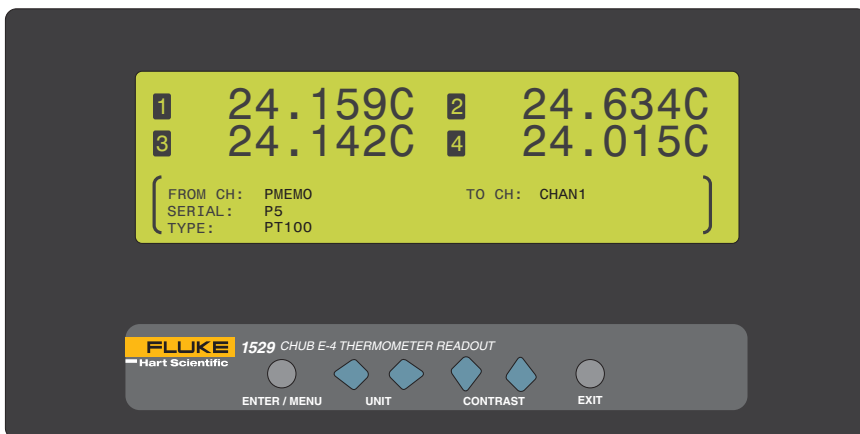 1 24.159C 2 24.634C
3 24.142C 4 24.015C
FROM CH: PMEMO TO CH: CHAN1
SERIAL: P5
TYPE: PT100
FLUKE 1529 CHUB E-4 THERMOMETER READOUT
Hart Scientific
ENTER / MENU UNIT CONTRAST EXIT